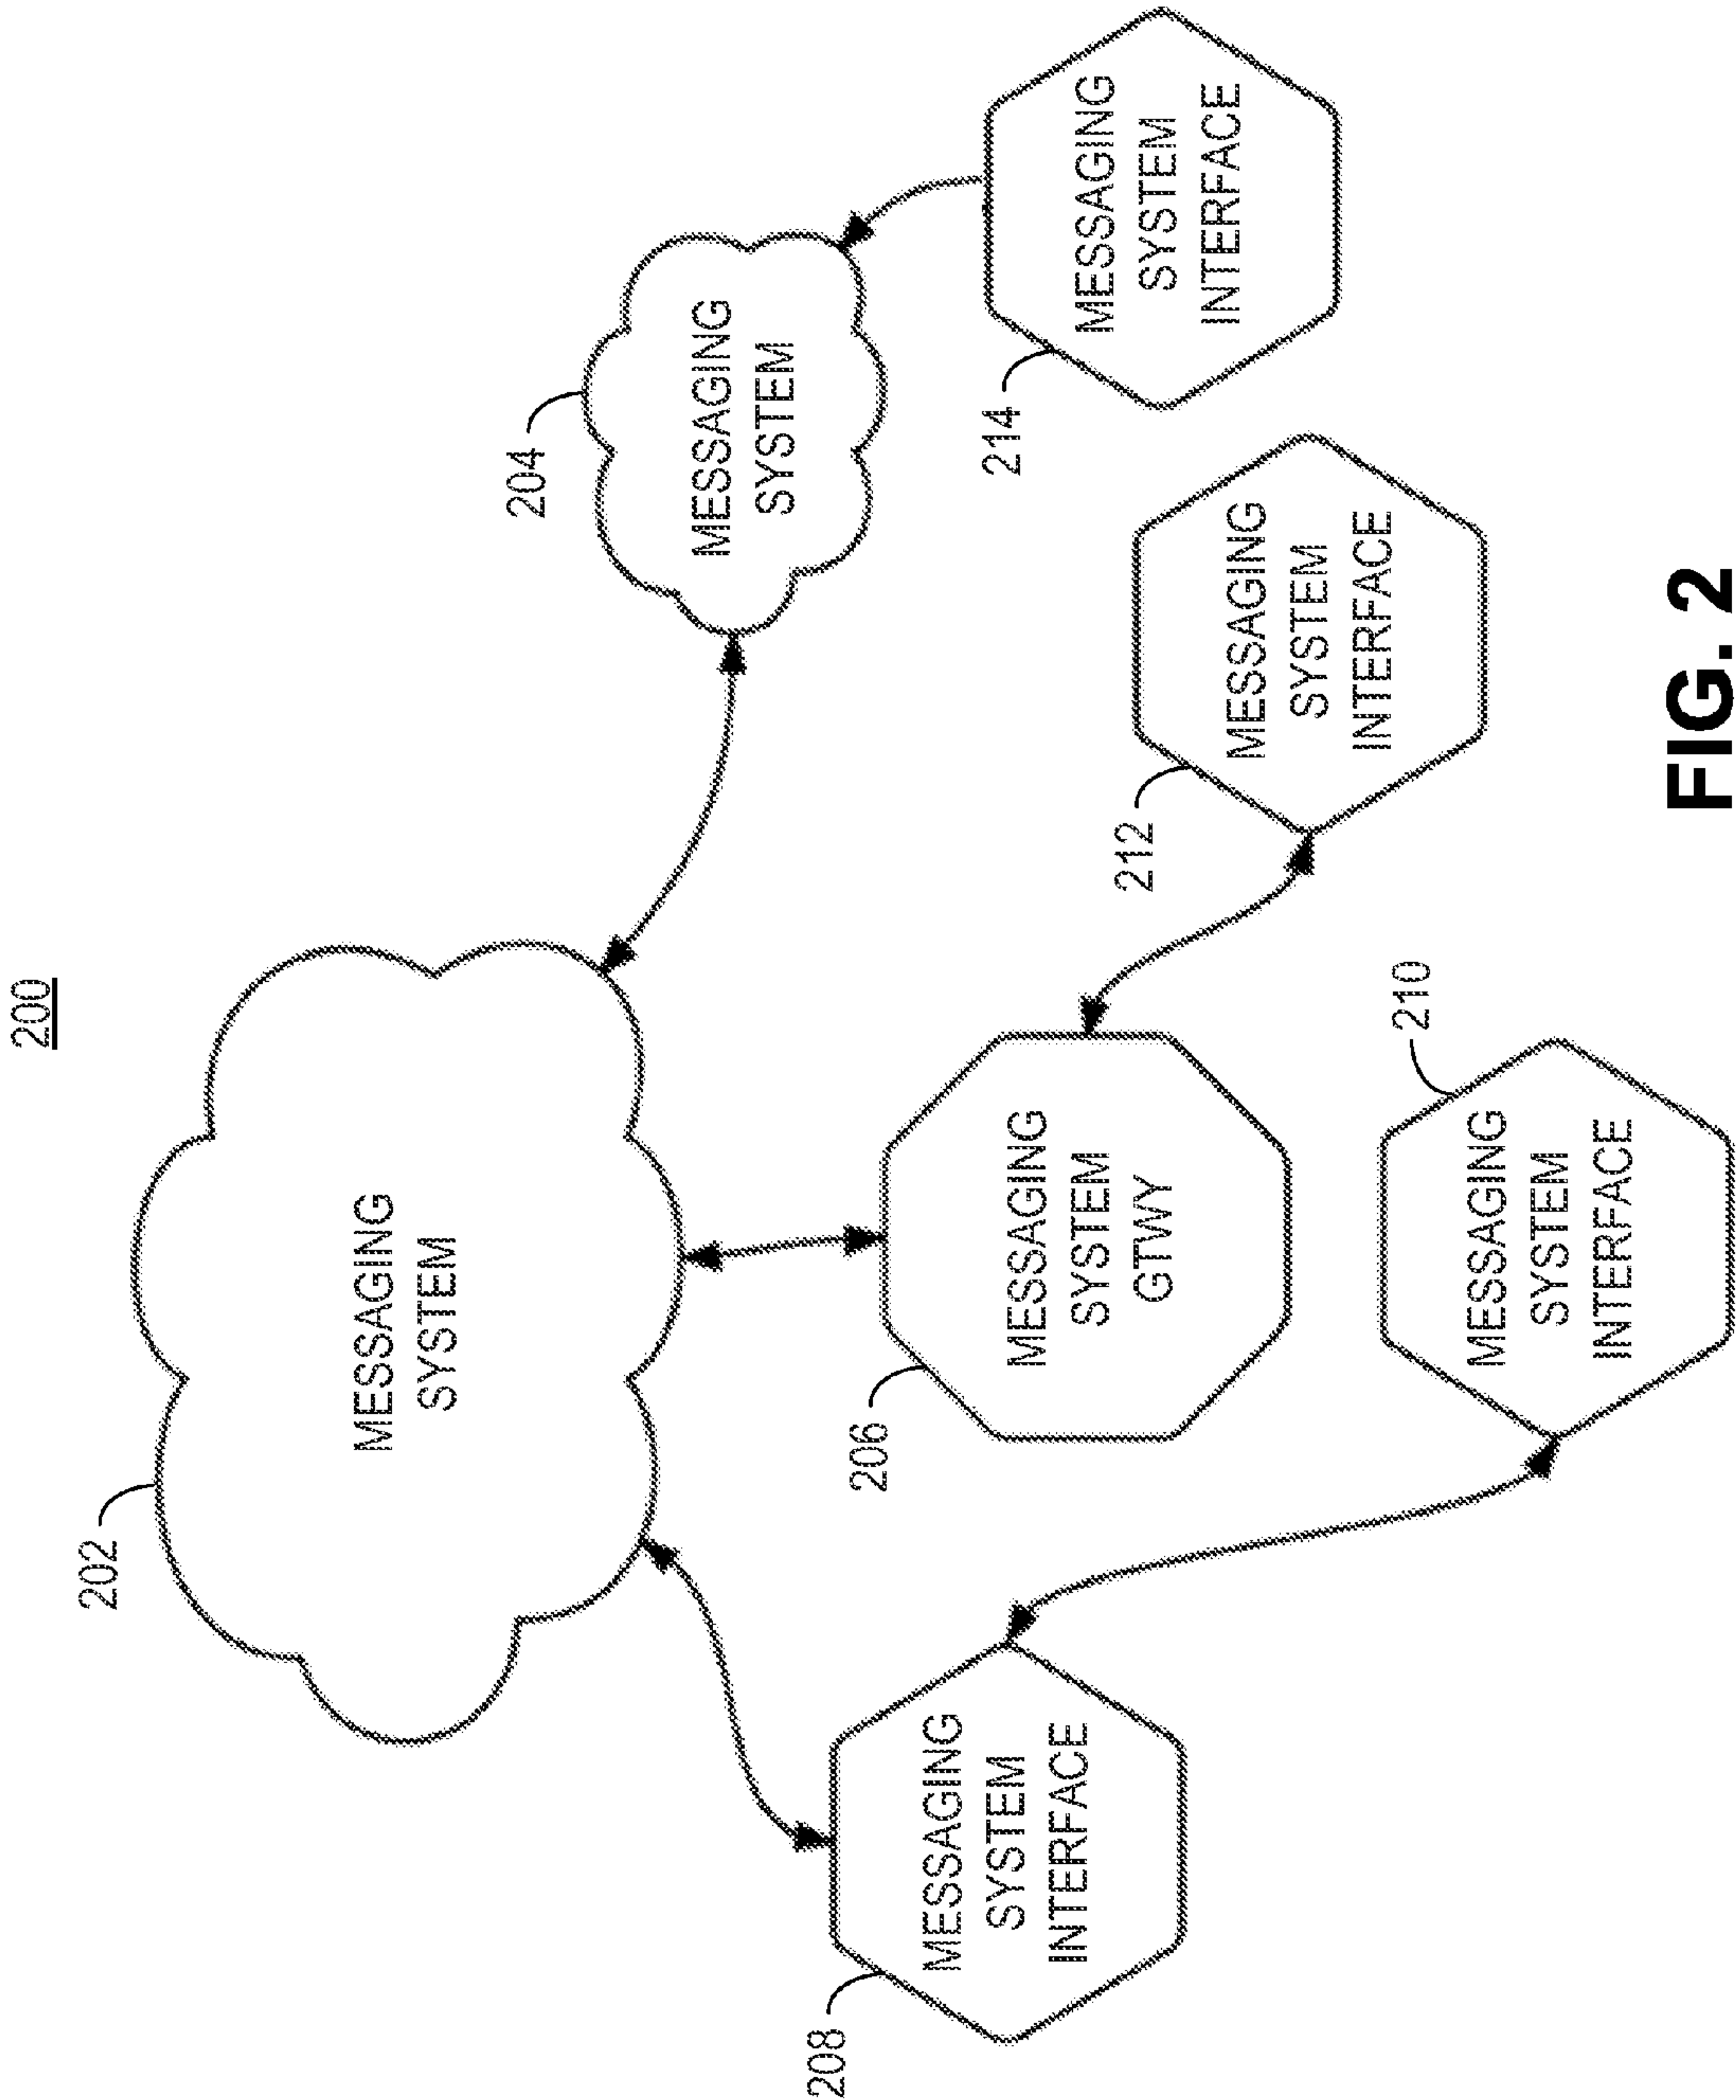 200
202
MESSAGING
SYSTEM
204
MESSAGING
SYSTEM
206
MESSAGING
SYSTEM
GTWY
208
MESSAGING
SYSTEM
INTERFACE
210
MESSAGING
SYSTEM
INTERFACE
212
MESSAGING
SYSTEM
INTERFACE
214
MESSAGING
SYSTEM
INTERFACE
FIG. 2